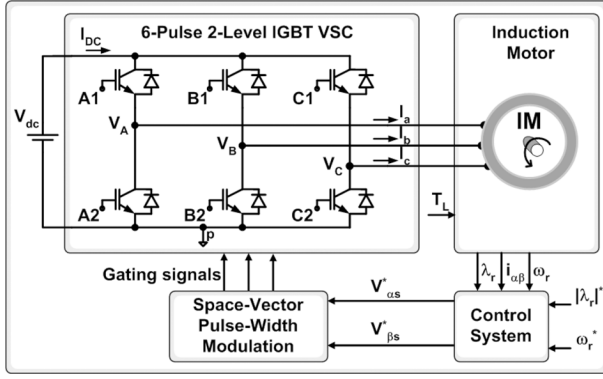 6-Pulse 2-Level IGBT VSC
Induction
Motor
I_DC
A1
B1
C1
V_dc
V_A
V_B
V_C
I_a
I_b
I_c
IM
A2
B2
C2
p
T_L
Gating signals
λ_r
i_αβ
ω_r
V*_αs
V*_βs
Space-Vector
Pulse-Width
Modulation
Control
System
|λ_r|*
ω_r*